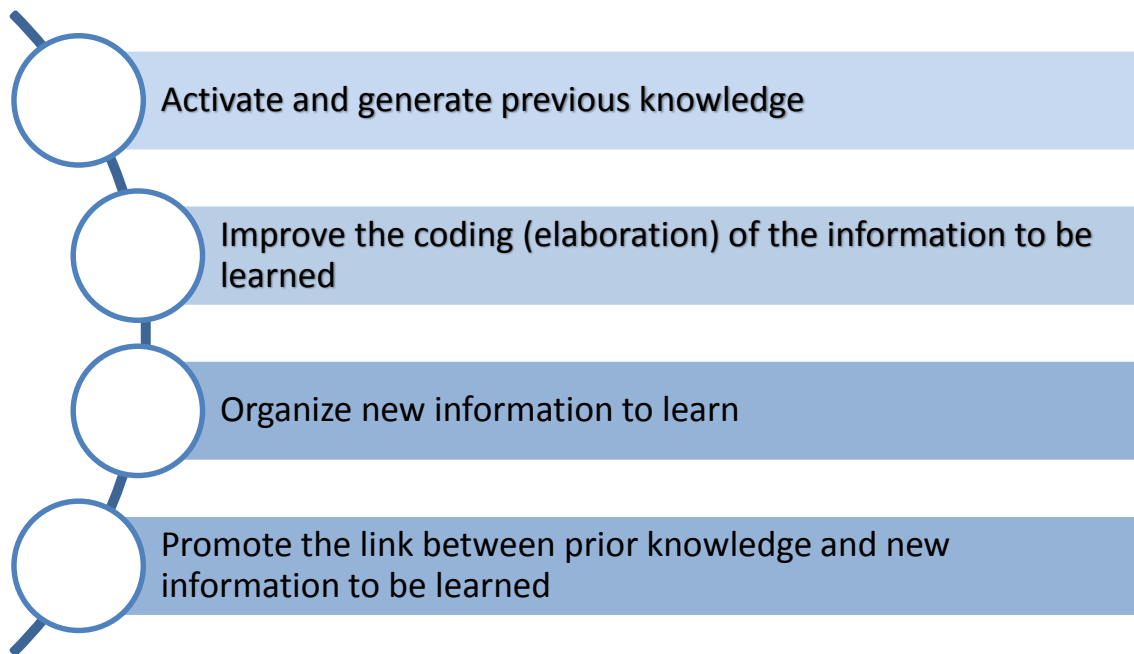 Activate and generate previous knowledge
Improve the coding (elaboration) of the information to be
learned
Organize new information to learn
Promote the link between prior knowledge and new
information to be learned